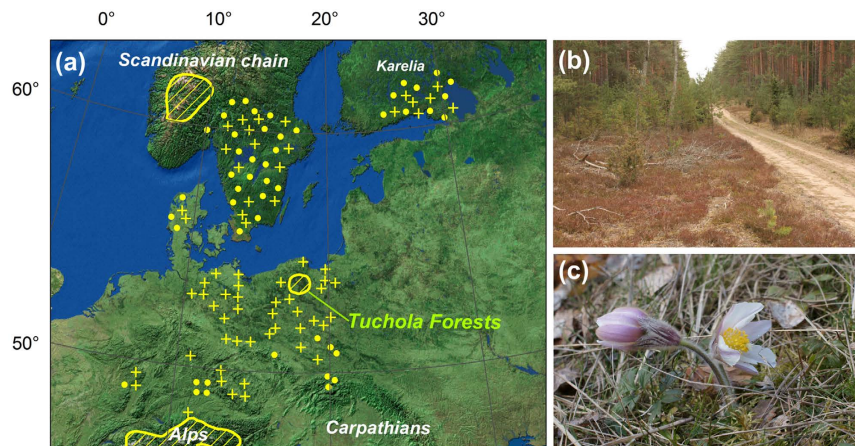 0° 10° 20° 30°
(a) Scandinavian chain
Karelia
60°
(b)
Tuchola Forests
50°
(c)
Carpathians
Alps